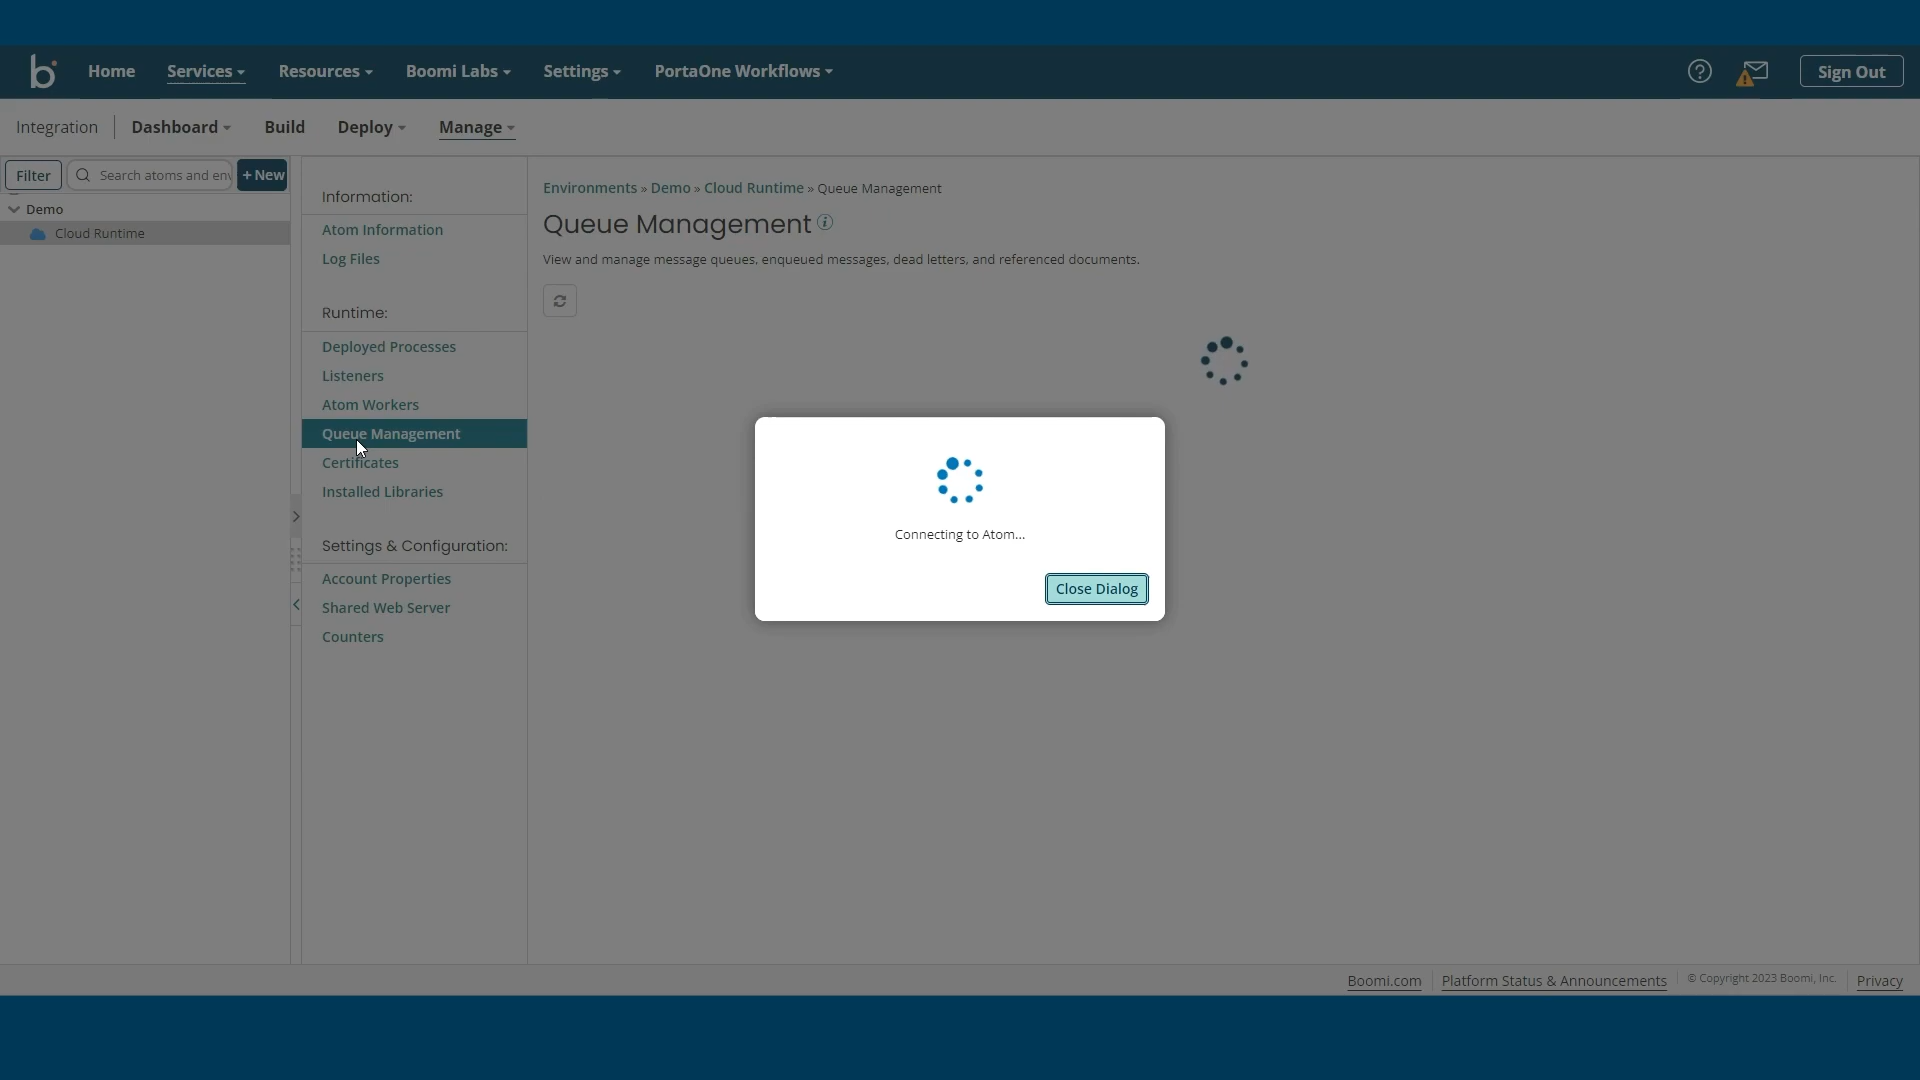 b Home Services Resources Boomi Labs Settings PortaOne Workflows Sign Out
Integration Dashboard Build Deploy Manage
Filter Search atoms and env + New
Demo
Cloud Runtime
Information:
Atom Information
Log Files
Runtime:
Deployed Processes
Listeners
Atom Workers
Queue Management
Certificates
Installed Libraries
Settings & Configuration:
Account Properties
Shared Web Server
Counters
Environments » Demo » Cloud Runtime » Queue Management
Queue Management
View and manage message queues, enqueued messages, dead letters, and referenced documents.
Connecting to Atom...
Close Dialog
Boomi.com Platform Status & Announcements © Copyright 2023 Boomi, Inc. Privacy